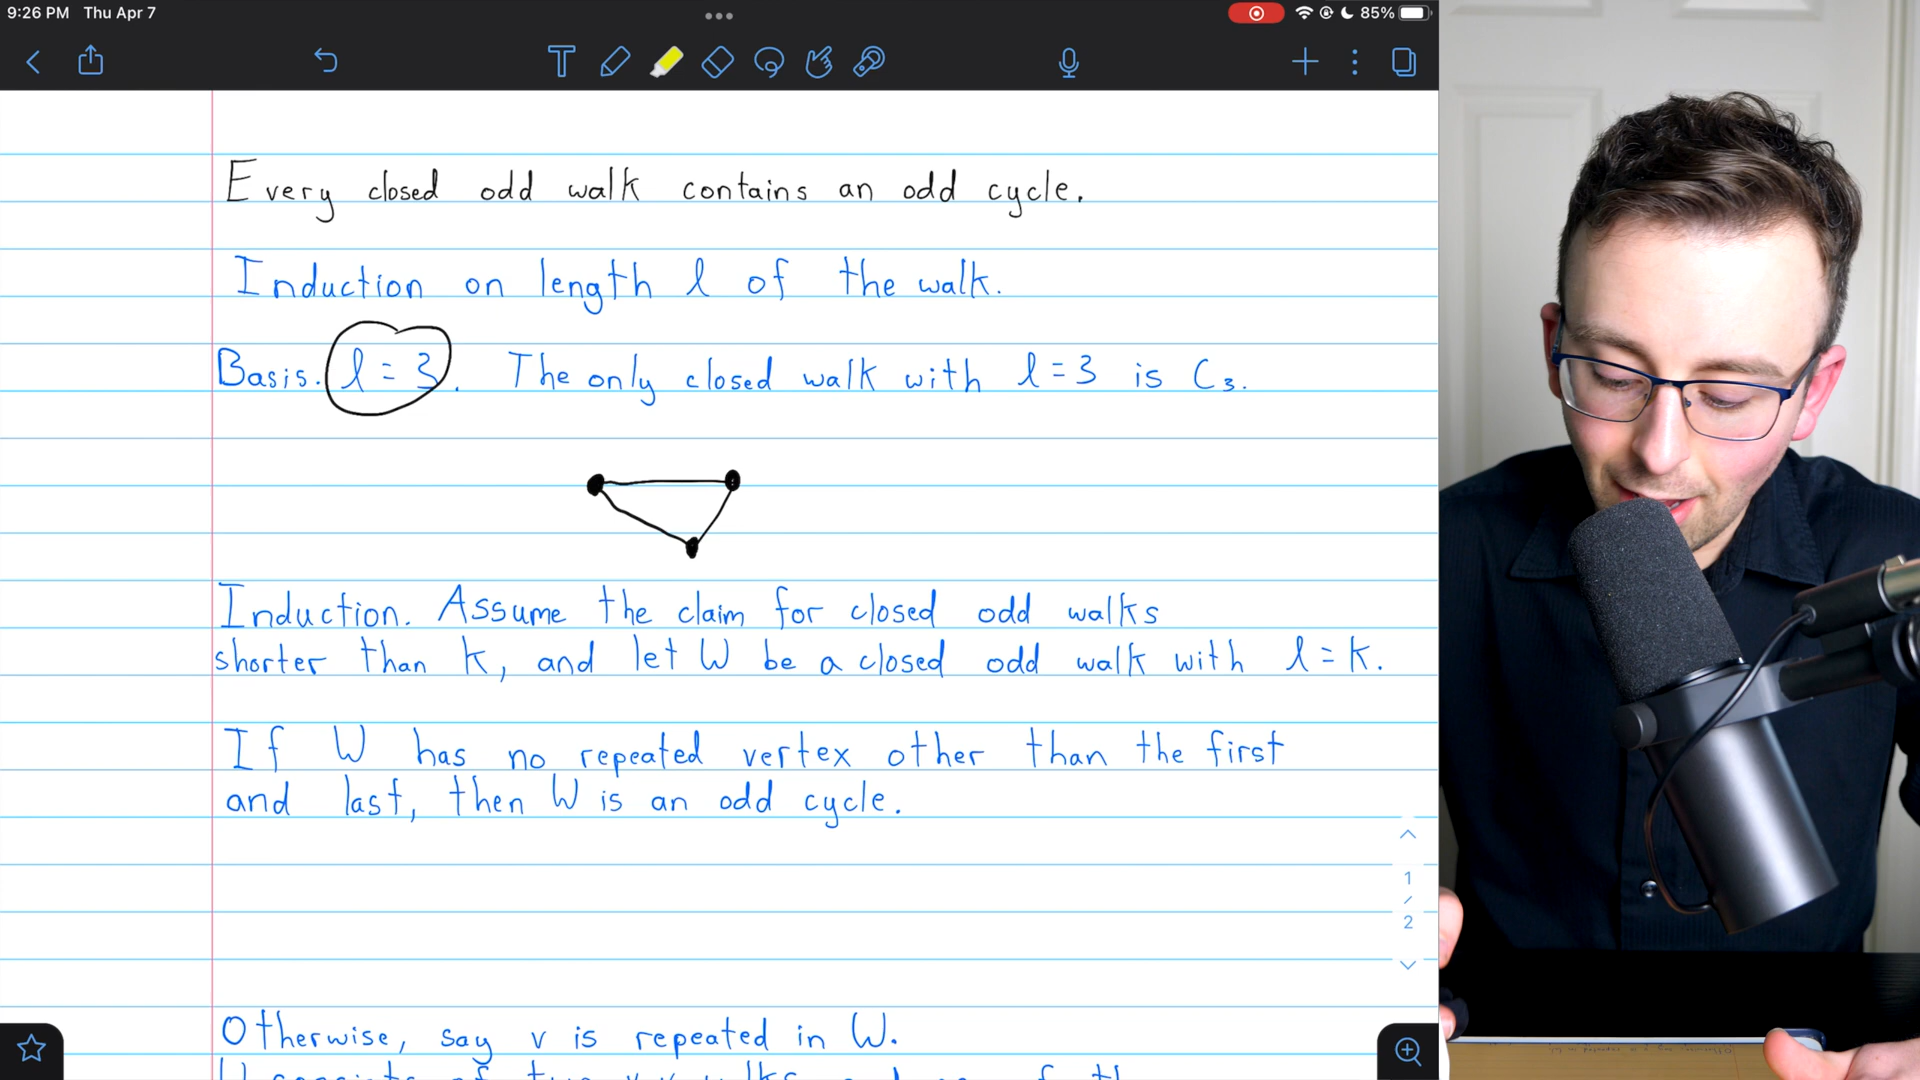 9:26 PM Thu Apr 7
85%
Every closed odd walk contains an odd cycle.
Induction on length l of the walk.
Basis. l = 3. The only closed walk with l = 3 is C₃.
Induction. Assume the claim for closed odd walks
shorter than k, and let W be a closed odd walk with l = k.
If W has no repeated vertex other than the first
and last, then W is an odd cycle.
1
/
2
Otherwise, say v is repeated in W.